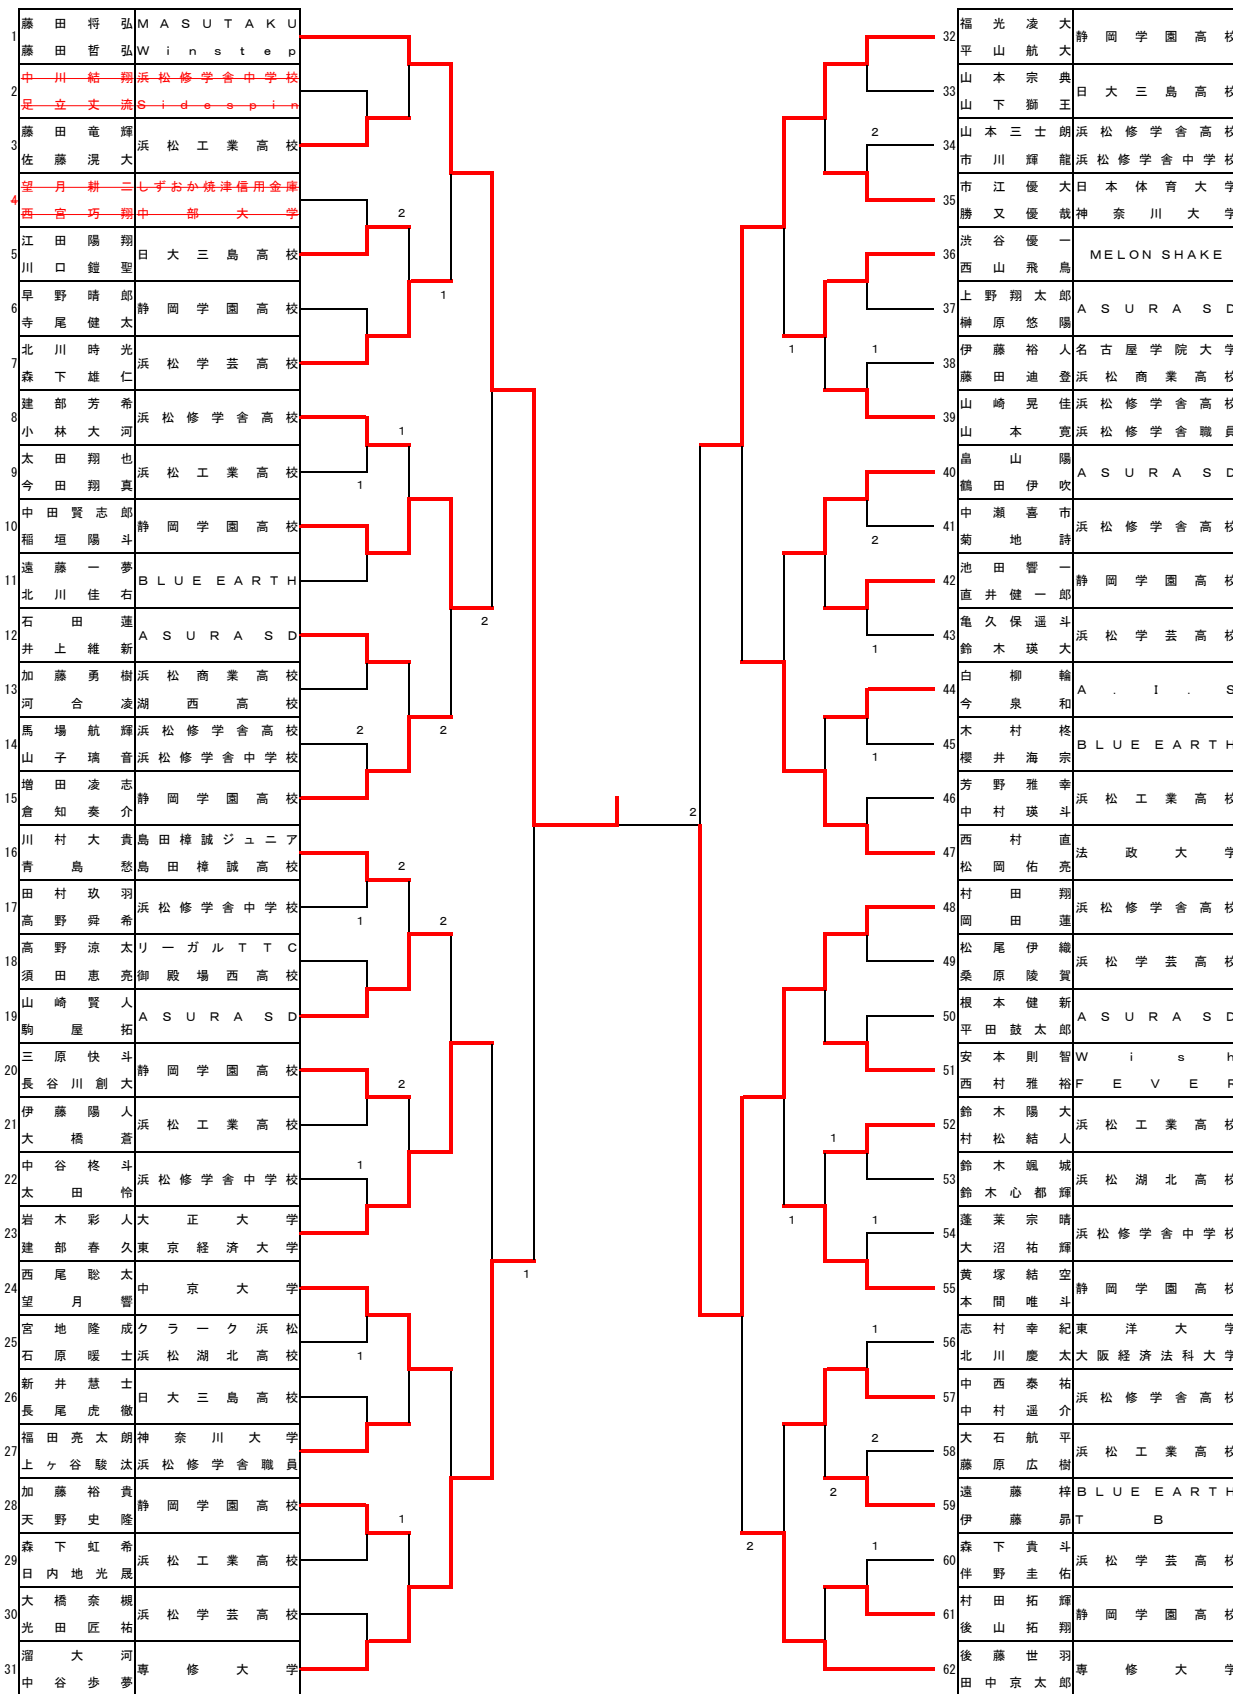 1 藤田将弘 MASUTAKU
藤田哲弘 Winstep
2 中川結翔 浜松修学舎中学校
足立丈流 Sidespin
3 藤田竜輝 浜松工業高校
佐藤滉大
4 望月耕二 しずおか焼津信用金庫
西宮巧翔 中部大学
2
5 江田陽翔 日大三島高校
川口鎧聖
1
6 早野晴郎 静岡学園高校
寺尾健太
7 北川時光 浜松学芸高校
森下雄仁
8 建部芳希 浜松修学舎高校
小林大河
1
9 太田翔也 浜松工業高校
今田翔真
1
10 中田賢志郎 静岡学園高校
稲垣陽斗
11 遠藤一夢 BLUE EARTH
北川佳右
2
12 石田蓮 ASURA SD
井上維新
13 加藤勇樹 浜松商業高校
河合凌 湖西高校
2 2
14 馬場航輝 浜松修学舎高校
山子璃音 浜松修学舎中学校
15 増田凌志 静岡学園高校
倉知奏介
16 川村大貴 島田樟誠ジュニア
青島愁 島田樟誠高校
2
17 田村玖羽 浜松修学舎中学校
高野舜希
1 2
18 高野涼太 リーガルTTC
須田恵亮 御殿場西高校
19 山崎賢人 ASURA SD
駒屋拓
20 三原快斗 静岡学園高校
長谷川創大
2
21 伊藤陽人 浜松工業高校
大橋蒼
1
22 中谷柊斗 浜松修学舎中学校
太田怜
23 岩木彩人 大正大学
建部春久 東京経済大学
1
24 西尾聡太 中京大学
望月響
25 宮地隆成 クラーク浜松
石原暖士 浜松湖北高校
1
26 新井慧士 日大三島高校
長尾虎徹
27 福田亮太朗 神奈川大学
上ヶ谷駿汰 浜松修学舎職員
28 加藤裕貴 静岡学園高校
天野史隆
1
29 森下虹希 浜松工業高校
日内地光晟
30 大橋奈槻 浜松学芸高校
光田匠祐
31 溜大河 専修大学
中谷歩夢
2
32 福光凌大 静岡学園高校
平山航大
33 山本宗典 日大三島高校
山下獅王
2
34 山本三士朗 浜松修学舎高校
市川輝龍 浜松修学舎中学校
35 市江優大 日本体育大学
勝又優哉 神奈川大学
36 渋谷優一 MELON SHAKE
西山飛鳥
37 上野翔太郎 ASURA SD
榊原悠陽
1 1
38 伊藤裕人 名古屋学院大学
藤田迪登 浜松商業高校
39 山崎晃佳 浜松修学舎高校
山本寛 浜松修学舎職員
40 畠山陽 ASURA SD
鶴田伊吹
41 中瀬喜市 浜松修学舎高校
菊地詩
2
42 池田響一 静岡学園高校
直井健一郎
43 亀久保遥斗 浜松学芸高校
鈴木瑛大
1
44 白柳輪 A.I.S
今泉和
45 木村柊 BLUE EARTH
櫻井海宗
1
46 芳野雅幸 浜松工業高校
中村瑛斗
47 西村直 法政大学
松岡佑亮
48 村田翔 浜松修学舎高校
岡田蓮
49 松尾伊織 浜松学芸高校
桑原陵賀
50 根本健新 ASURA SD
平田鼓太郎
51 安本則智 Wish
西村雅裕 FEVER
52 鈴木陽大 浜松工業高校
村松結人
1
53 鈴木颯城 浜松湖北高校
鈴木心都輝
1 1
54 蓬莱宗晴 浜松修学舎中学校
大沼祐輝
55 黄塚結空 静岡学園高校
本間唯斗
1
56 志村幸紀 東洋大学
北川慶太 大阪経済法科大学
57 中西泰祐 浜松修学舎高校
中村遥介
2
58 大石航平 浜松工業高校
藤原広樹
2
59 遠藤梓 BLUE EARTH
伊藤昴 TB
2 1
60 森下貴斗 浜松学芸高校
伴野圭佑
61 村田拓輝 静岡学園高校
後山拓翔
62 後藤世羽 専修大学
田中京太郎